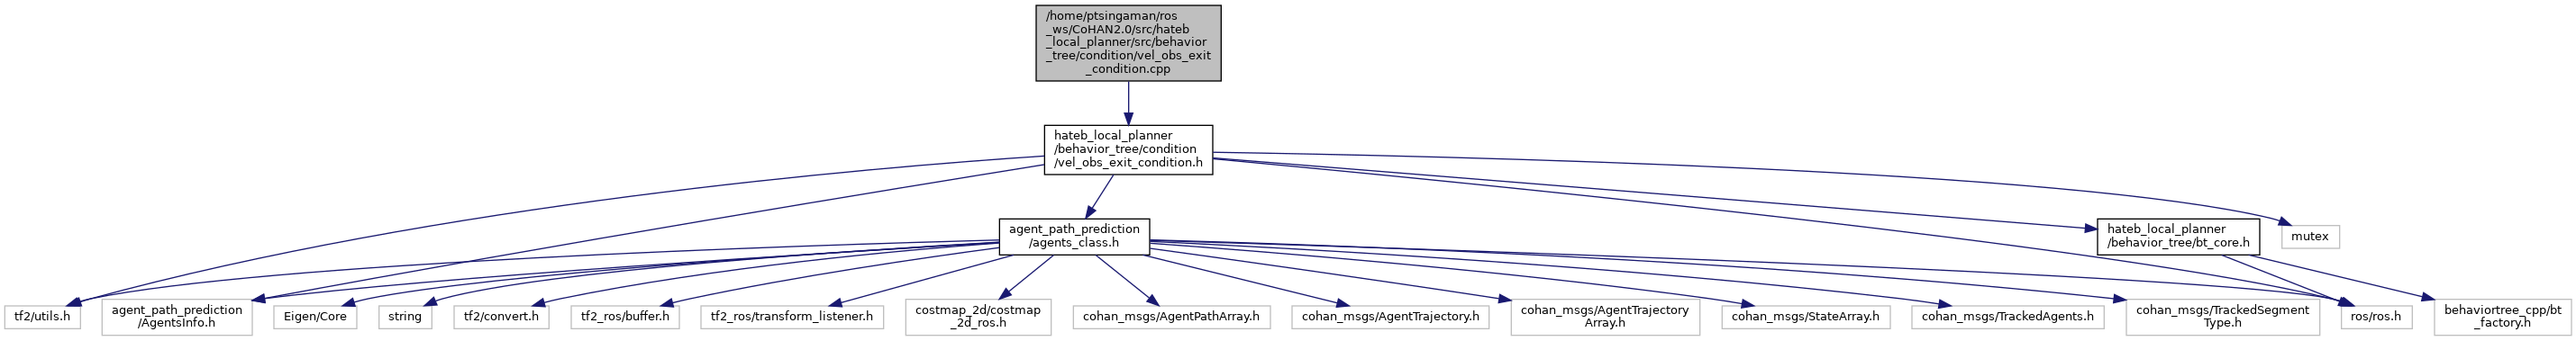 /home/ptsingaman/ros
_ws/CoHAN2.0/src/hateb
_local_planner/src/behavior
_tree/condition/vel_obs_exit
_condition.cpp
hateb_local_planner
/behavior_tree/condition
/vel_obs_exit_condition.h
agent_path_prediction
/agents_class.h
hateb_local_planner
/behavior_tree/bt_core.h
mutex
tf2/utils.h
agent_path_prediction
/AgentsInfo.h
Eigen/Core
string
tf2/convert.h
tf2_ros/buffer.h
tf2_ros/transform_listener.h
costmap_2d/costmap
_2d_ros.h
cohan_msgs/AgentPathArray.h
cohan_msgs/AgentTrajectory.h
cohan_msgs/AgentTrajectory
Array.h
cohan_msgs/StateArray.h
cohan_msgs/TrackedAgents.h
cohan_msgs/TrackedSegment
Type.h
ros/ros.h
behaviortree_cpp/bt
_factory.h